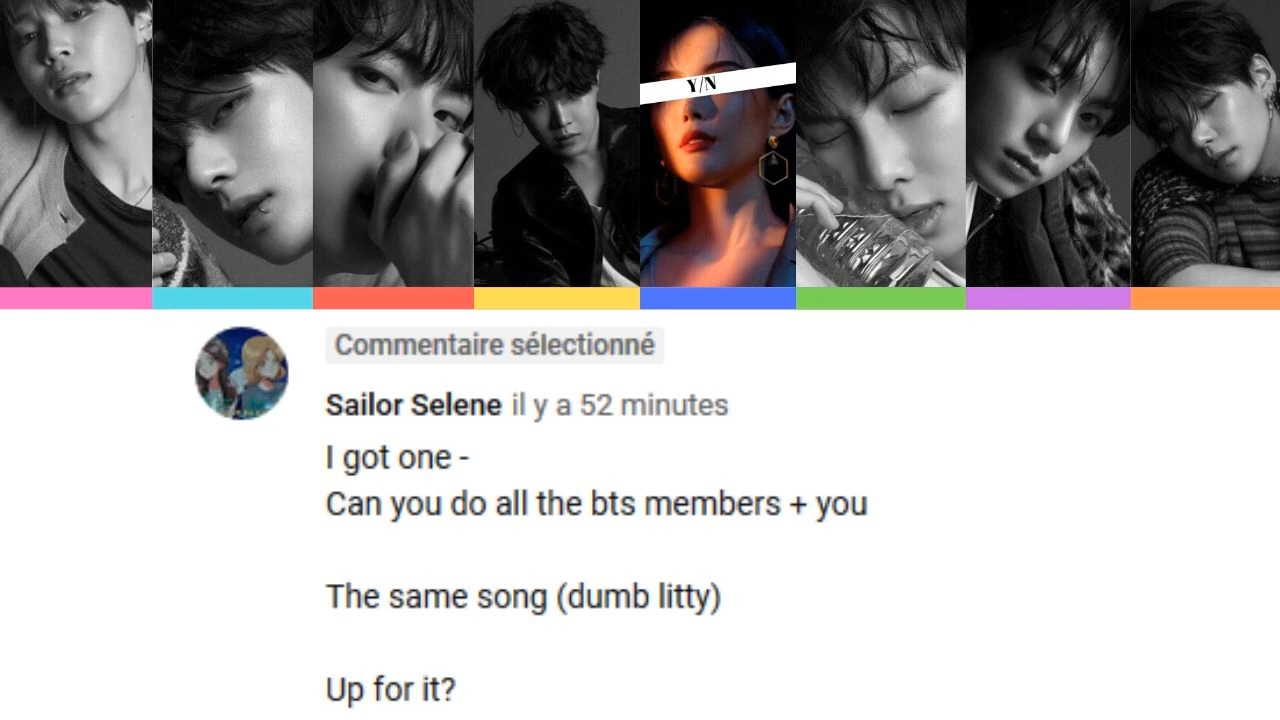 Y/N
Commentaire sélectionné
Sailor Selene il y a 52 minutes
I got one -
Can you do all the bts members + you
The same song (dumb litty)
Up for it?